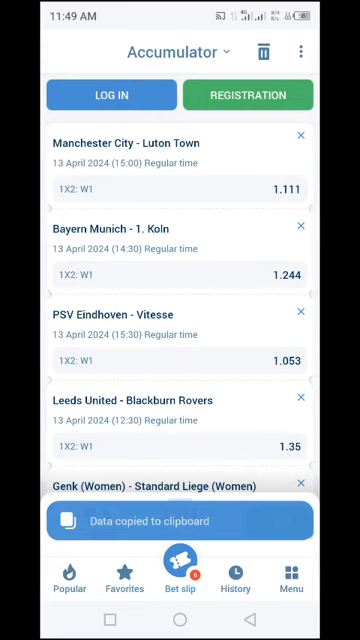 11:49 AM
Accumulator
LOG IN
REGISTRATION
Manchester City - Luton Town
13 April 2024 (15:00) Regular time
1X2: W1
1.111
Bayern Munich - 1. Koln
13 April 2024 (14:30) Regular time
1X2: W1
1.244
PSV Eindhoven - Vitesse
13 April 2024 (15:30) Regular time
1X2: W1
1.053
Leeds United - Blackburn Rovers
13 April 2024 (12:30) Regular time
1X2: W1
1.35
Genk (Women) - Standard Liege (Women)
Data copied to clipboard
Popular
Favorites
Bet slip
6
History
Menu